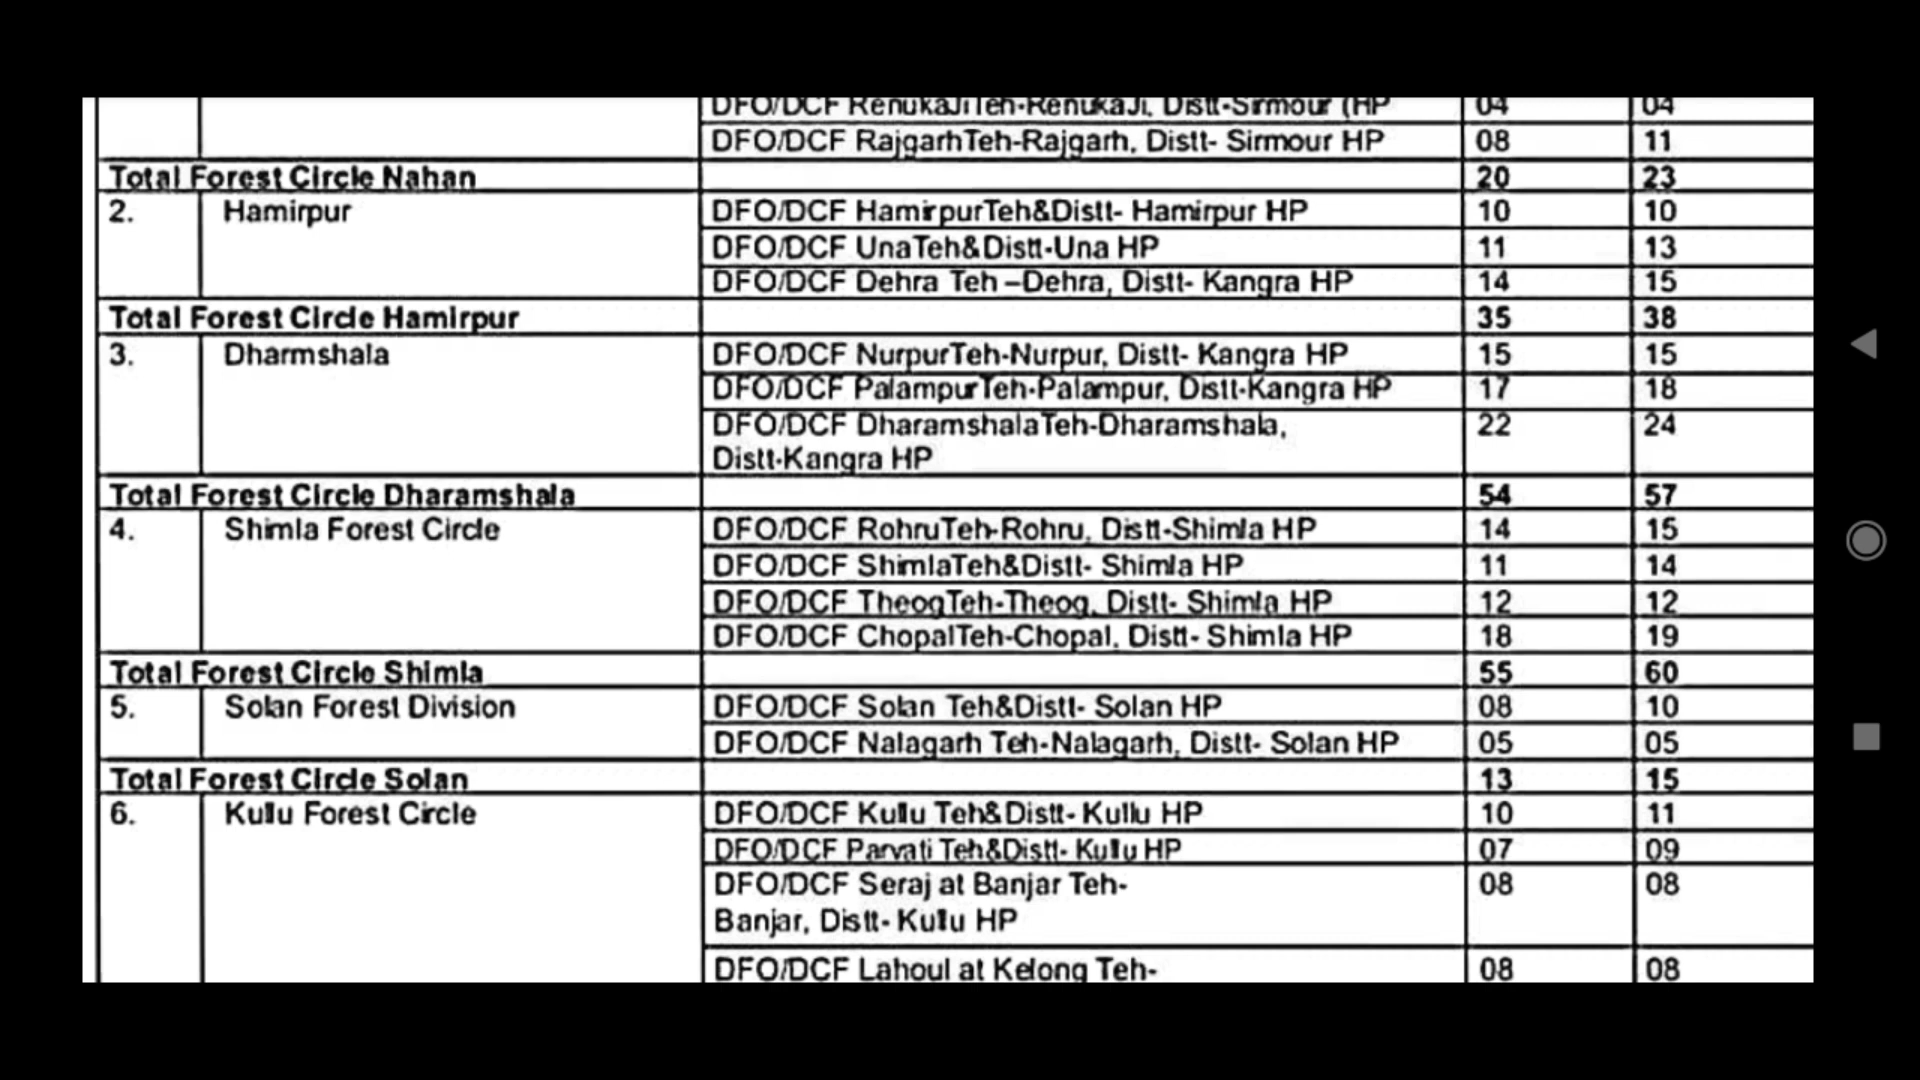 DFO/DCF RenukaJiTeh-RenukaJi, Distt-Sirmour (HP 04 04
DFO/DCF RajgarhTeh-Rajgarh, Distt- Sirmour HP 08 11
Total Forest Circle Nahan 20 23
2. Hamirpur DFO/DCF HamirpurTeh&Distt- Hamirpur HP 10 10
DFO/DCF UnaTeh&Distt-Una HP 11 13
DFO/DCF Dehra Teh –Dehra, Distt- Kangra HP 14 15
Total Forest Circle Hamirpur 35 38
3. Dharmshala DFO/DCF NurpurTeh-Nurpur, Distt- Kangra HP 15 15
DFO/DCF PalampurTeh-Palampur, Distt-Kangra HP 17 18
DFO/DCF DharamshalaTeh-Dharamshala, 22 24
Distt-Kangra HP
Total Forest Circle Dharamshala 54 57
4. Shimla Forest Circle DFO/DCF RohruTeh-Rohru, Distt-Shimla HP 14 15
DFO/DCF ShimlaTeh&Distt- Shimla HP 11 14
DFO/DCF TheogTeh-Theog, Distt- Shimla HP 12 12
DFO/DCF ChopalTeh-Chopal, Distt- Shimla HP 18 19
Total Forest Circle Shimla 55 60
5. Solan Forest Division DFO/DCF Solan Teh&Distt- Solan HP 08 10
DFO/DCF Nalagarh Teh-Nalagarh, Distt- Solan HP 05 05
Total Forest Circle Solan 13 15
6. Kullu Forest Circle DFO/DCF Kullu Teh&Distt- Kullu HP 10 11
DFO/DCF Parvati Teh&Distt- Kullu HP 07 09
DFO/DCF Seraj at Banjar Teh- 08 08
Banjar, Distt- Kullu HP
DFO/DCF Lahoul at Kelong Teh- 08 08